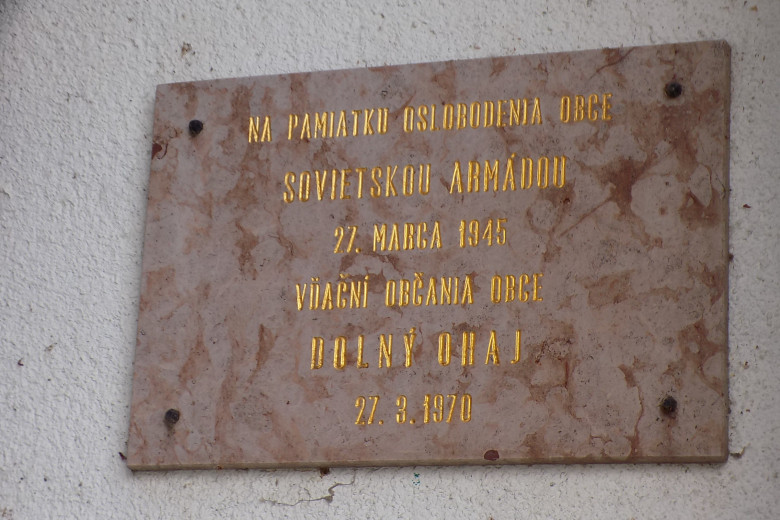 NA PAMIATKU OSLOBODENIA OBCE
SOVIETSKOU ARMÁDOU
27. MARCA 1945
VĎAČNÍ OBČANIA OBCE
DOLNÝ OHAJ
27. 3. 1970